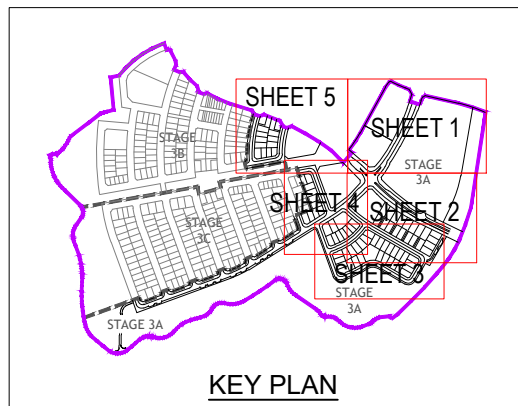 SHEET 5
SHEET 1
STAGE
3B
STAGE
3A
SHEET 4
SHEET 2
STAGE
3C
SHEET 3
STAGE
3A
STAGE 3A
KEY PLAN